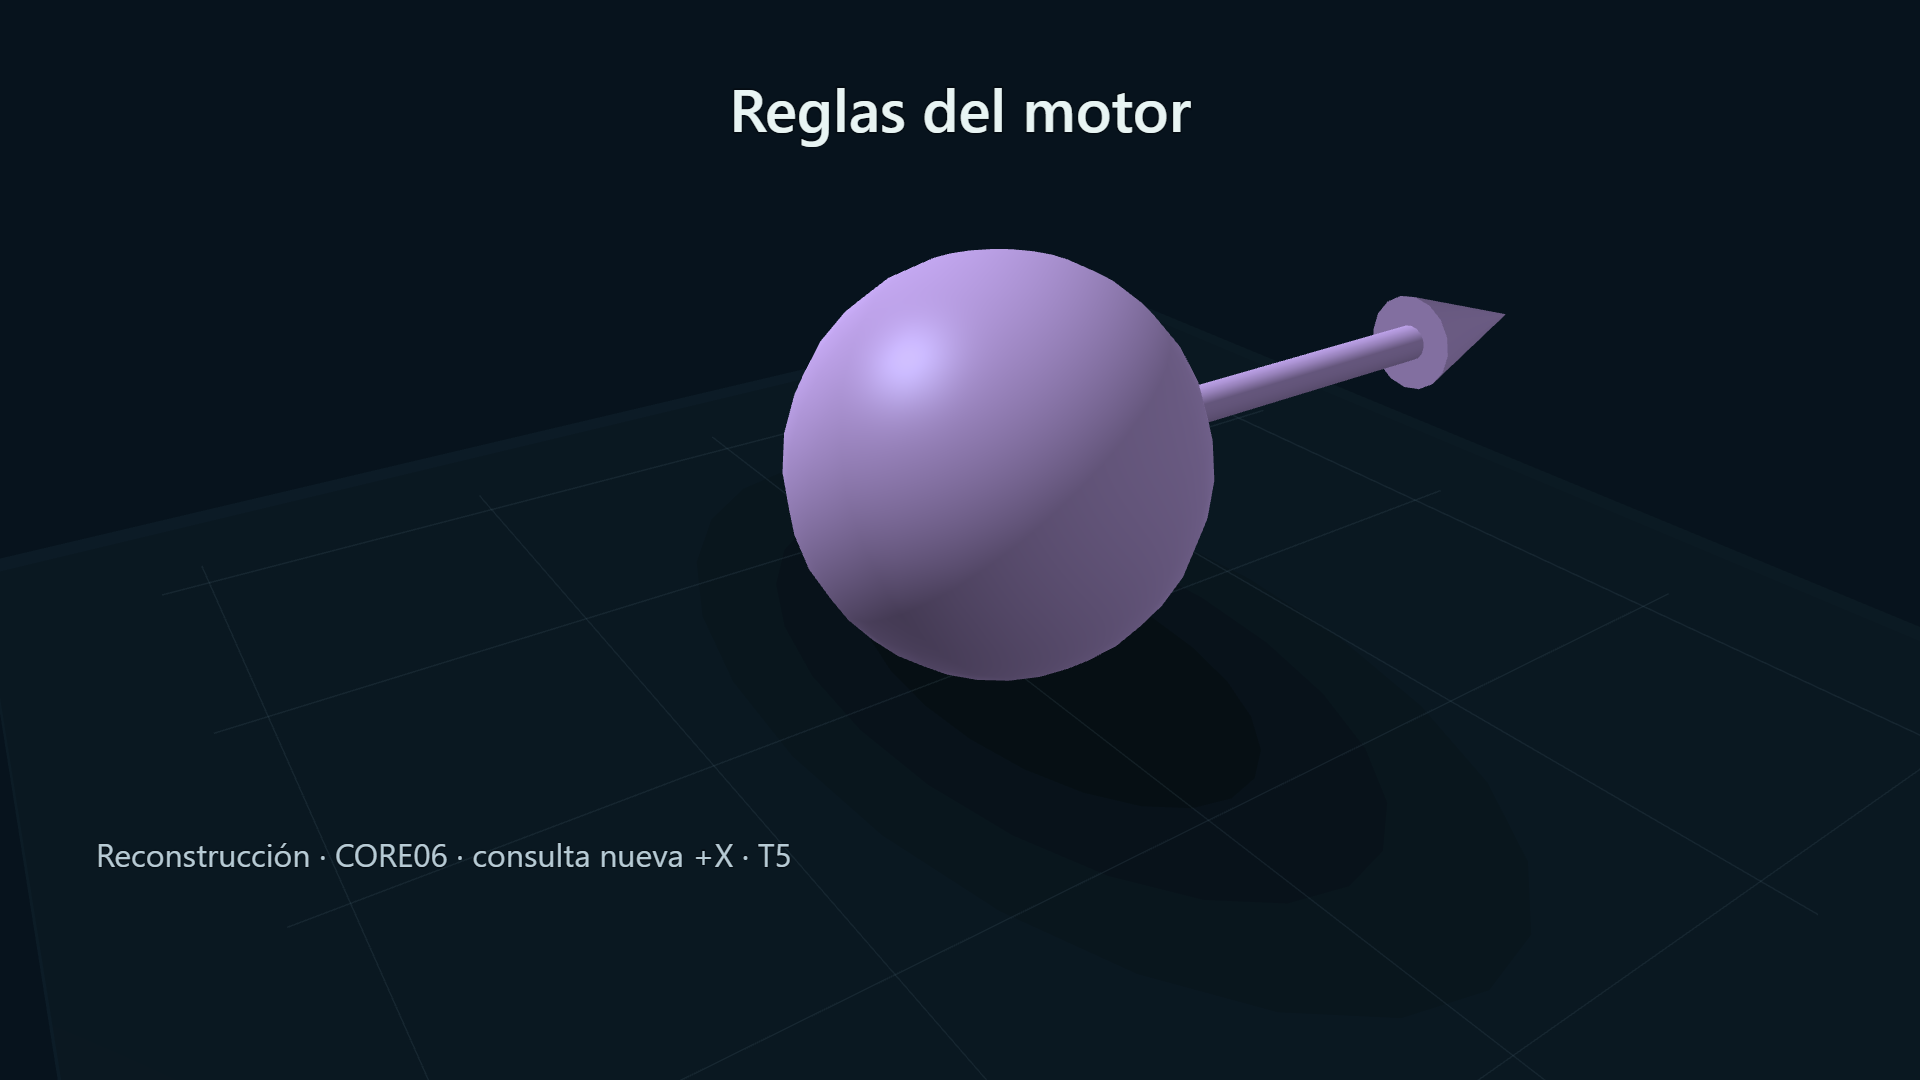 Reglas del motor
Reconstrucción · CORE06 · consulta nueva +X · T5